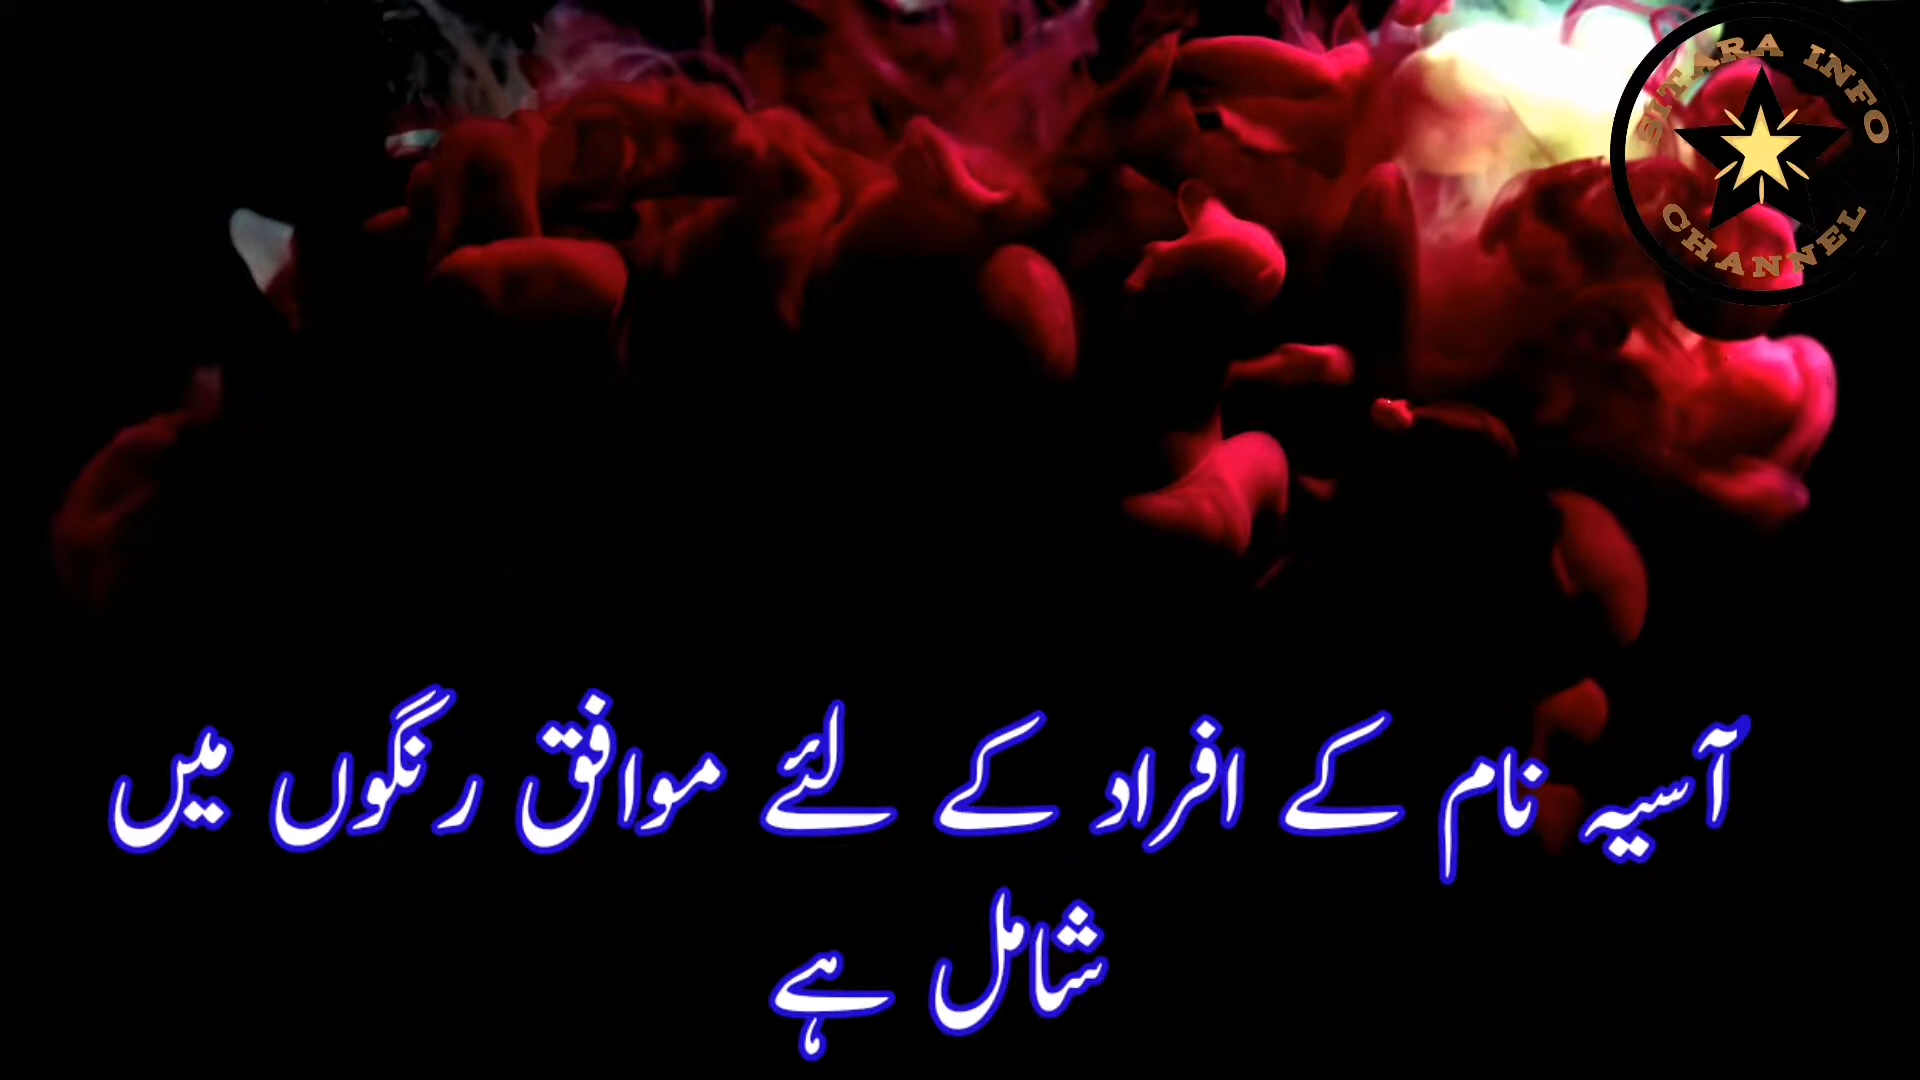 SITARA INFO
CHANNEL
آسیہ نام کے افراد کے لئے موافق رنگوں میں
شامل ہے